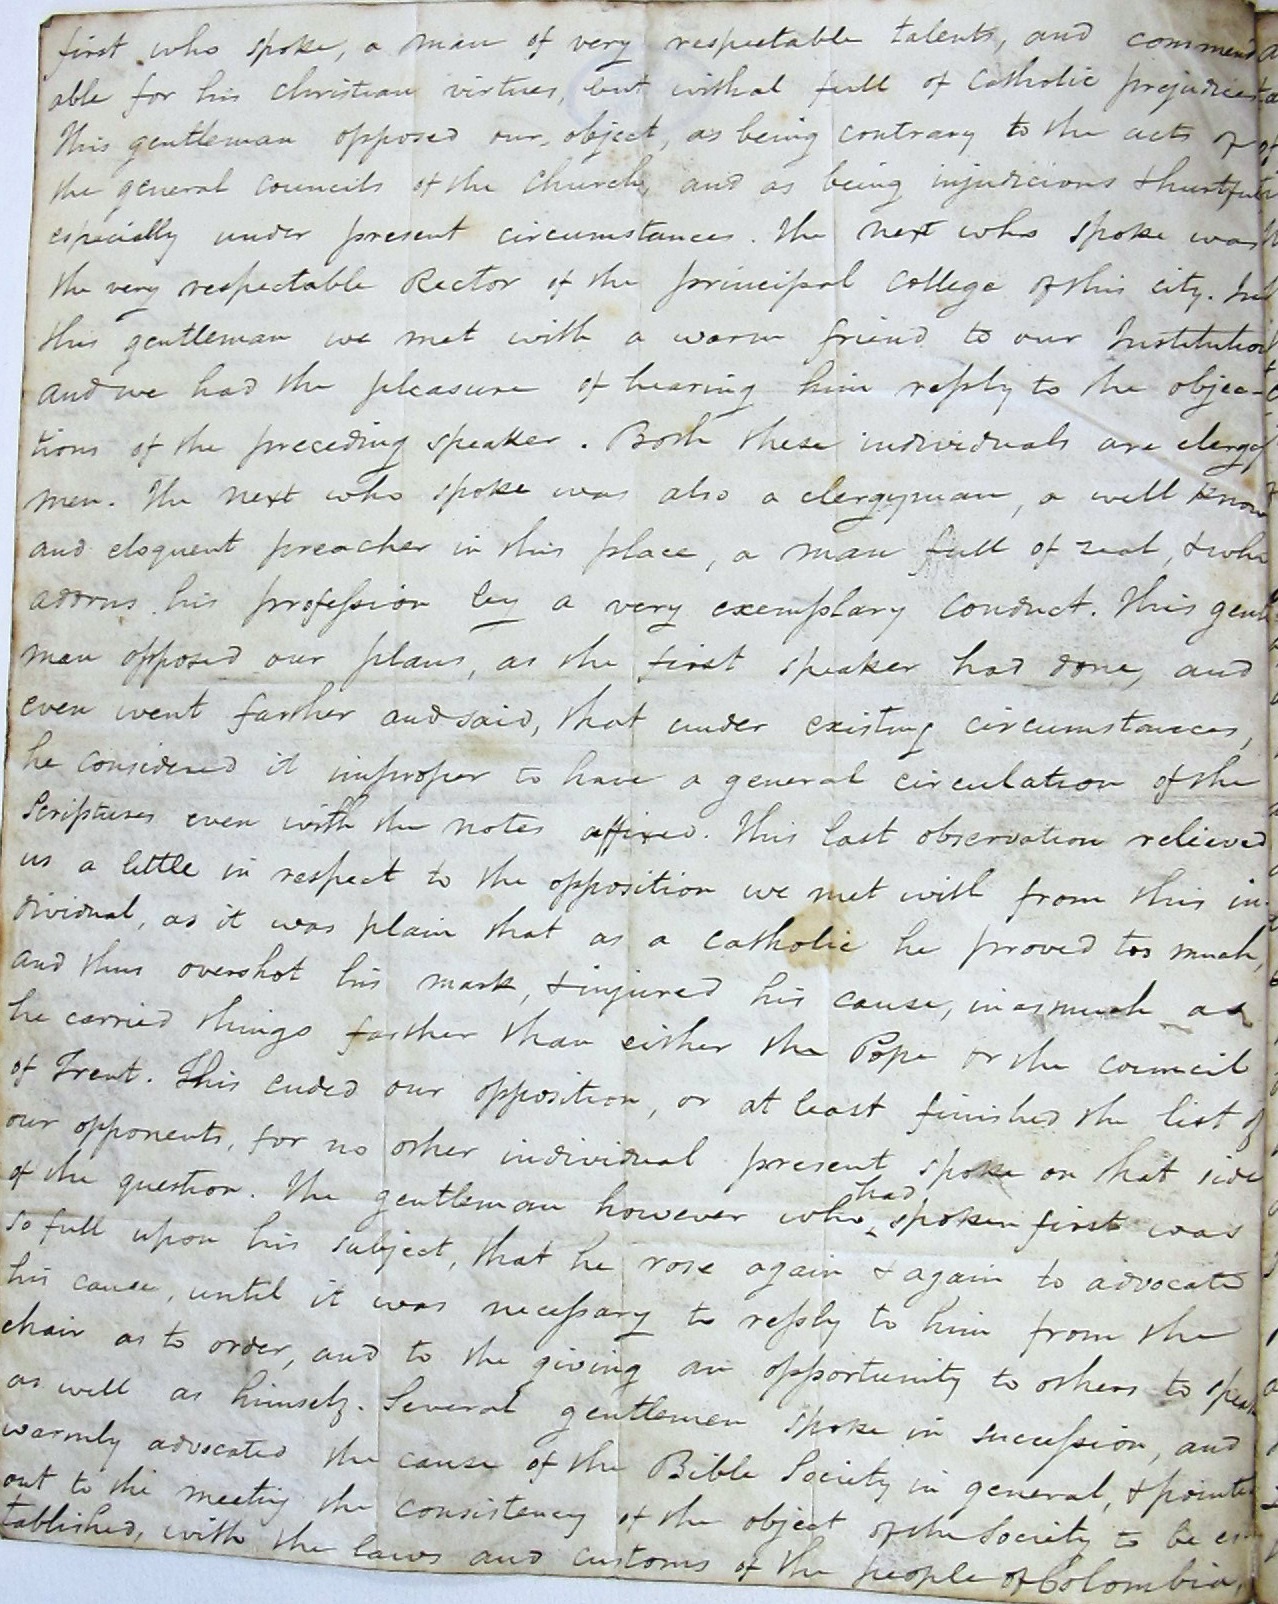 first who spoke, a man of very respectable talents, and commend
able for his christian virtues, but withal full of Catholic prejudices.
This gentleman opposed our object, as being contrary to the acts of
the general councils of the Church, and as being injudicious & hurtful
especially under present circumstances. The next who spoke was
the very respectable Rector of the principal college of this city. In
this gentleman we met with a warm friend to our Institution
and we had the pleasure of hearing him reply to the objec-
tions of the preceding speaker. Both these individuals are clergy
men. The next who spoke was also a clergyman, a well know
and eloquent preacher in this place, a man full of zeal, & who
adorns his profession by a very exemplary conduct. This gentle
man opposed our plans, as the first speaker had done, and
even went farther and said, that under existing circumstances,
he considered it improper to have a general circulation of the
Scriptures even with the notes affixed. This last observation relieved
us a little in respect to the opposition we met with from this in-
dividual, as it was plain that as a catholic he proved too much,
and thus overshot his mark, & injured his cause, in as much as
he carried things farther than either the Pope or the council
of Trent. This ended our opposition, or at least finished the list of
our opponents, for no other individual present spoke on that side
of the question. The gentleman however who had spoken first was
so full upon his subject, that he rose again & again to advocate
his cause, until it was necessary to reply to him from the
chair as to order, and to the giving an opportunity to others to speak
as well as himself. Several gentlemen spoke in succession, and
warmly advocated the cause of the Bible Society in general, & pointed
out to the meeting the consistency of the object of the Society to be es-
tablished, with the laws and customs of the people of Colombia,